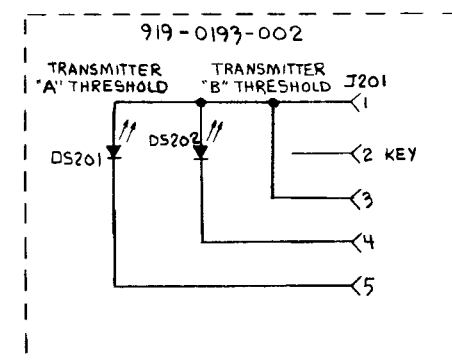 919-0193-002
TRANSMITTER "A" THRESHOLD
TRANSMITTER "B" THRESHOLD
J201
1
DS201
DS202
2 KEY
3
4
5